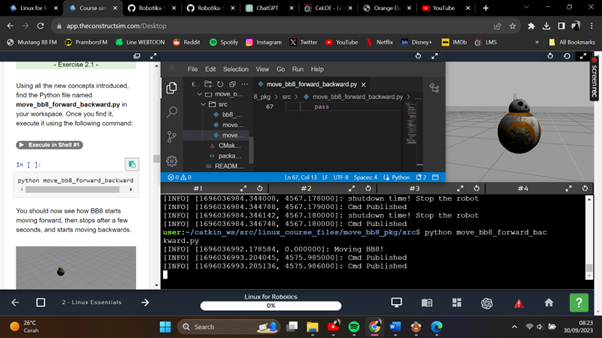 Linux for R
Course sim
Robotika
Robotika
ChatGPT
CeLOE - L
Orange D
YouTube
app.theconstructsim.com/Desktop
Mustang 88 FM
PramborsFM
Line WEBTOON
Reddit
Spotify
Instagram
Twitter
YouTube
Netflix
Disney+
IMDb
LMS
All Bookmarks
- Exercise 2.1 -
Using all the new concepts introduced,
find the Python file named
move_bb8_forward_backward.py in
your workspace. Once you find it,
execute it using the following command:
Execute in Shell #1
In [ ]:
python move_bb8_forward_backward
You should now see how BB8 starts
moving forward, then stops after a few
seconds, and starts moving backwards.
File Edit Selection View Go Run Help
move_o...
src
bb8_...
move...
move...
CMak...
packa...
README...
move_bb8_forward_backward.py
8_pkg > src > move_bb8_forward_backward.py > ...
67 pass
0 0
Ln 67, Col 13
Spaces: 4
UTF-8
LF
Python
2
#1
#2
#3
#4
[INFO] [1696036984.344008, 4567.178000]: shutdown time! Stop the robot
[INFO] [1696036984.344788, 4567.179000]: Cmd Published
[INFO] [1696036984.346142, 4567.180000]: shutdown time! Stop the robot
[INFO] [1696036984.346748, 4567.180000]: Cmd Published
user:~/catkin_ws/src/linux_course_files/move_bb8_pkg/src$ python move_bb8_forward_bac
kward.py
[INFO] [1696036992.178584, 0.000000]: Moving BB8!
[INFO] [1696036993.204045, 4575.985000]: Cmd Published
[INFO] [1696036993.205136, 4575.986000]: Cmd Published
screenrec
2 - Linux Essentials
Linux for Robotics
0%
?
26°C
Cerah
Search
08:23
30/09/2023